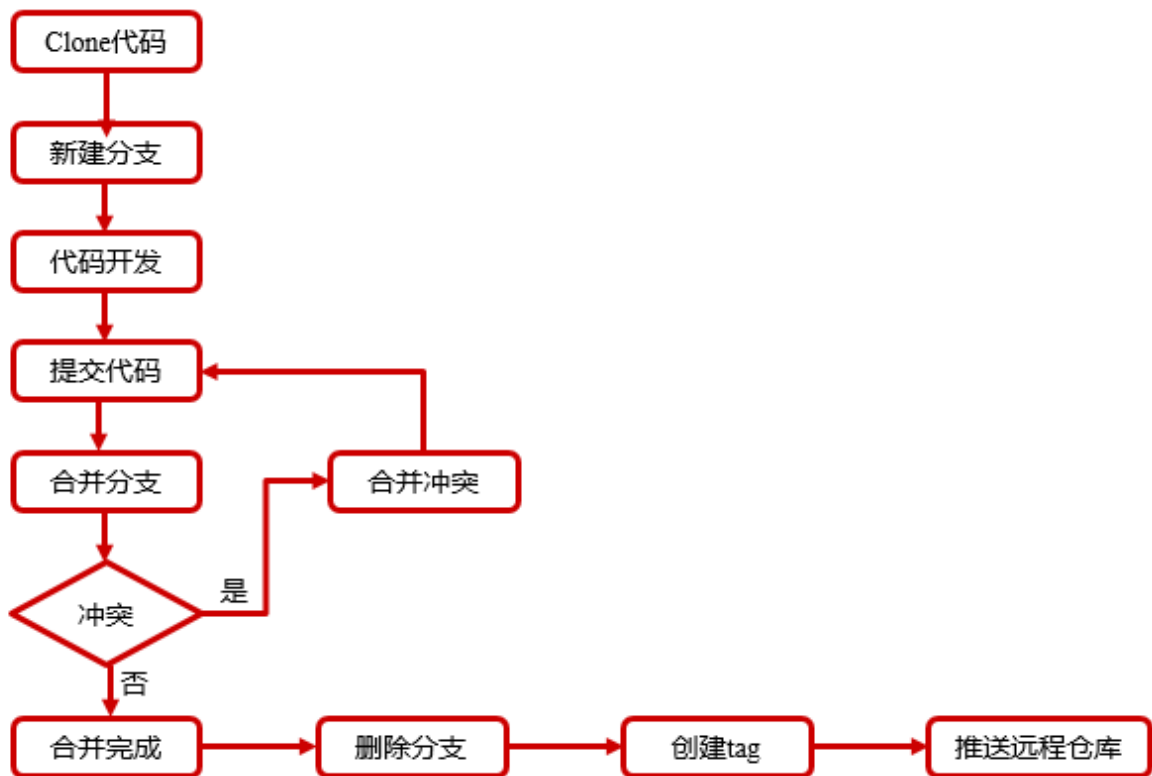 Clone代码
新建分支
代码开发
提交代码
合并分支
合并冲突
冲突
是
否
合并完成
删除分支
创建tag
推送远程仓库